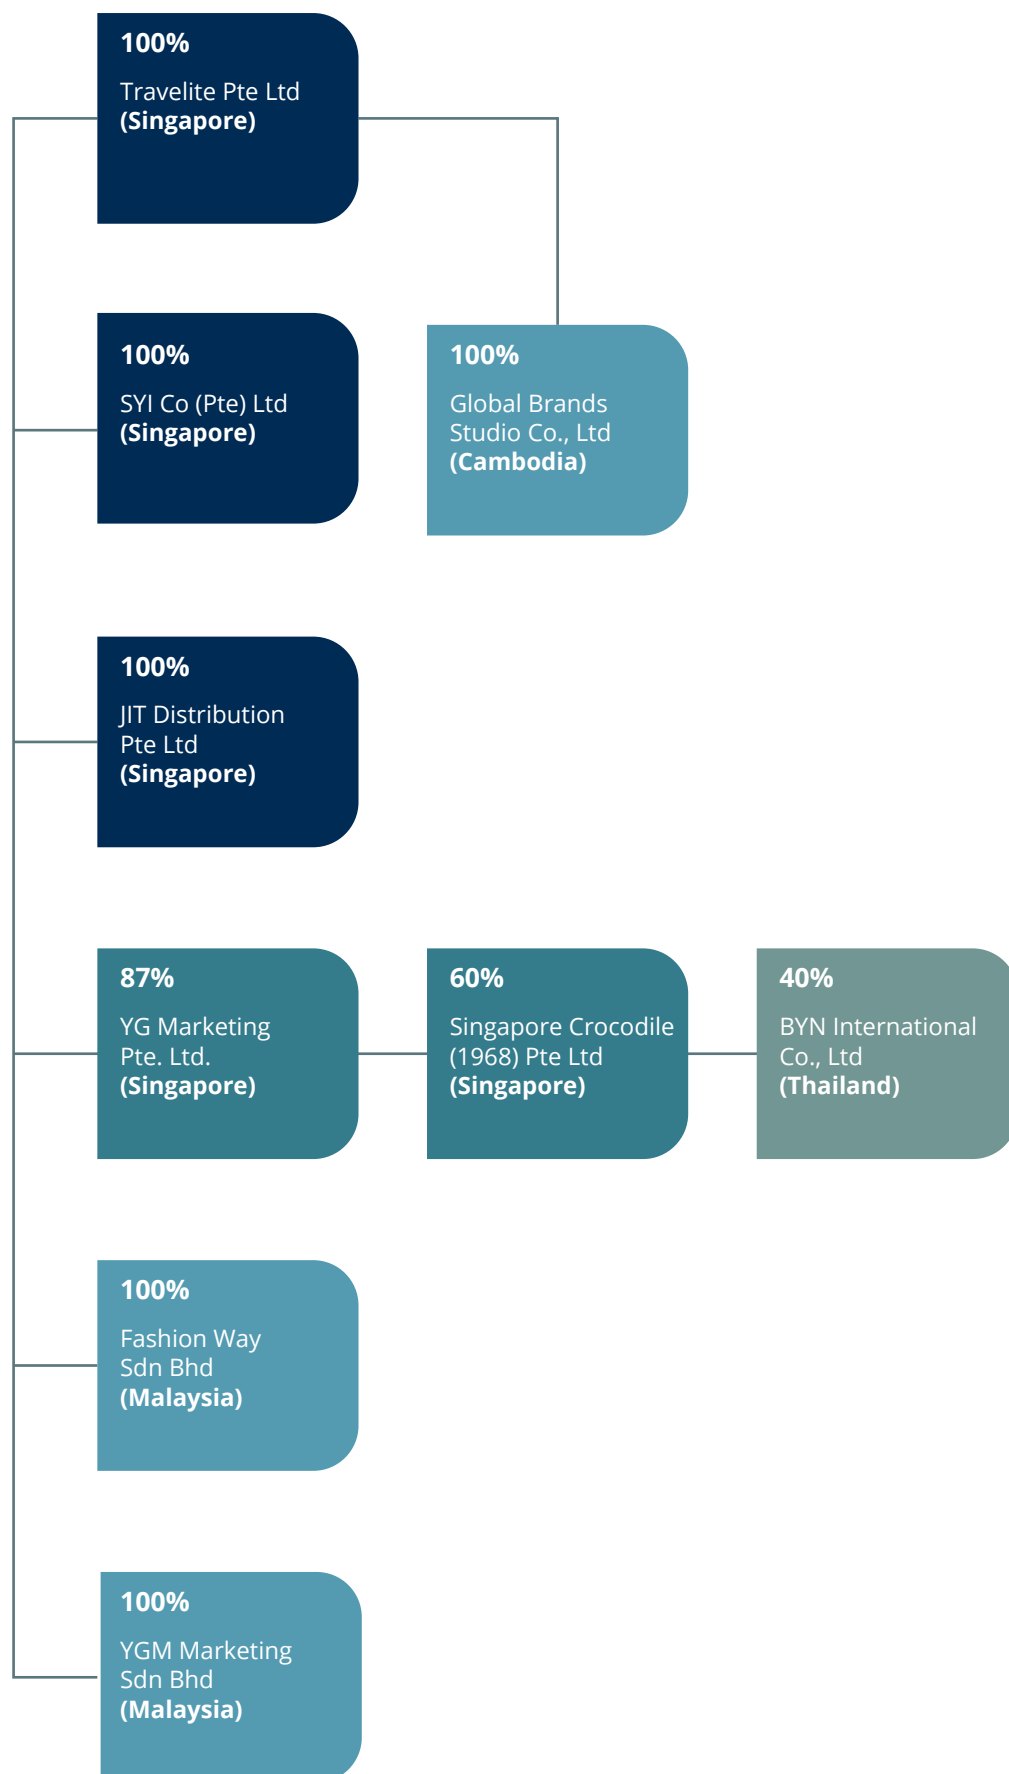 100%
Travelite Pte Ltd
(Singapore)
100%
SYI Co (Pte) Ltd
(Singapore)
100%
Global Brands
Studio Co., Ltd
(Cambodia)
100%
JIT Distribution
Pte Ltd
(Singapore)
87%
YG Marketing
Pte. Ltd.
(Singapore)
60%
Singapore Crocodile
(1968) Pte Ltd
(Singapore)
40%
BYN International
Co., Ltd
(Thailand)
100%
Fashion Way
Sdn Bhd
(Malaysia)
100%
YGM Marketing
Sdn Bhd
(Malaysia)